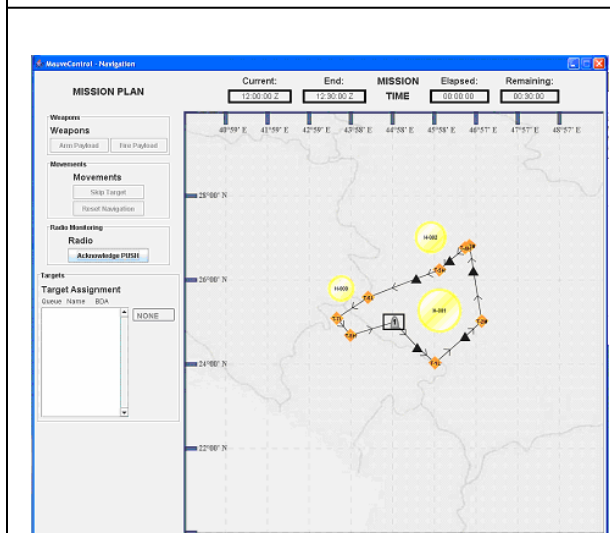 MauveControl - Navigation
MISSION PLAN
Current: End: MISSION TIME Elapsed: Remaining:
12:00:00 Z 12:30:00 Z 00:00:00 00:30:00
Weapons
Weapons
Arm Payload Fire Payload
Movements
Movements
Skip Target
Reset Navigation
Radio Monitoring
Radio
Acknowledge PUSH
Targets
Target Assignment
Queue Name BDA
NONE
40°59' E 41°59' E 42°59' E 43°58' E 44°58' E 45°58' E 46°57' E 47°57' E 48°57' E
28°00' N
26°00' N
24°00' N
22°00' N